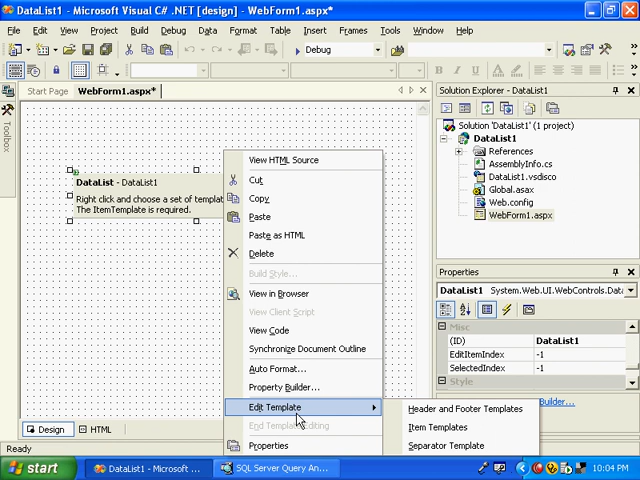 DataList1 - Microsoft Visual C# .NET [design] - WebForm1.aspx*
File Edit View Project Build Debug Data Format Table Insert Frames Tools
Debug
Start Page WebForm1.aspx*
Toolbox
DataList - DataList1
Right click and choose a set of templat
The ItemTemplate is required.
View HTML Source
Cut
Copy
Paste
Paste as HTML
Delete
Build Style...
View in Browser
View Client Script
View Code
Synchronize Document Outline
Auto Format...
Property Builder...
Edit Template
End Template Editing
Properties
Header and Footer Templates
Item Templates
Separator Template
Solution Explorer - DataList1
Solution 'DataList1' (1 project)
DataList1
References
AssemblyInfo.cs
DataList1.vsdisco
Global.asax
Web.config
WebForm1.aspx
Properties
DataList1 System.Web.UI.WebControls.Data
Misc
(ID) DataList1
EditItemIndex -1
SelectedIndex -1
Style
Builder...
Design HTML
Ready
start DataList1 - Microsoft ... SQL Server Query An... 10:04 PM